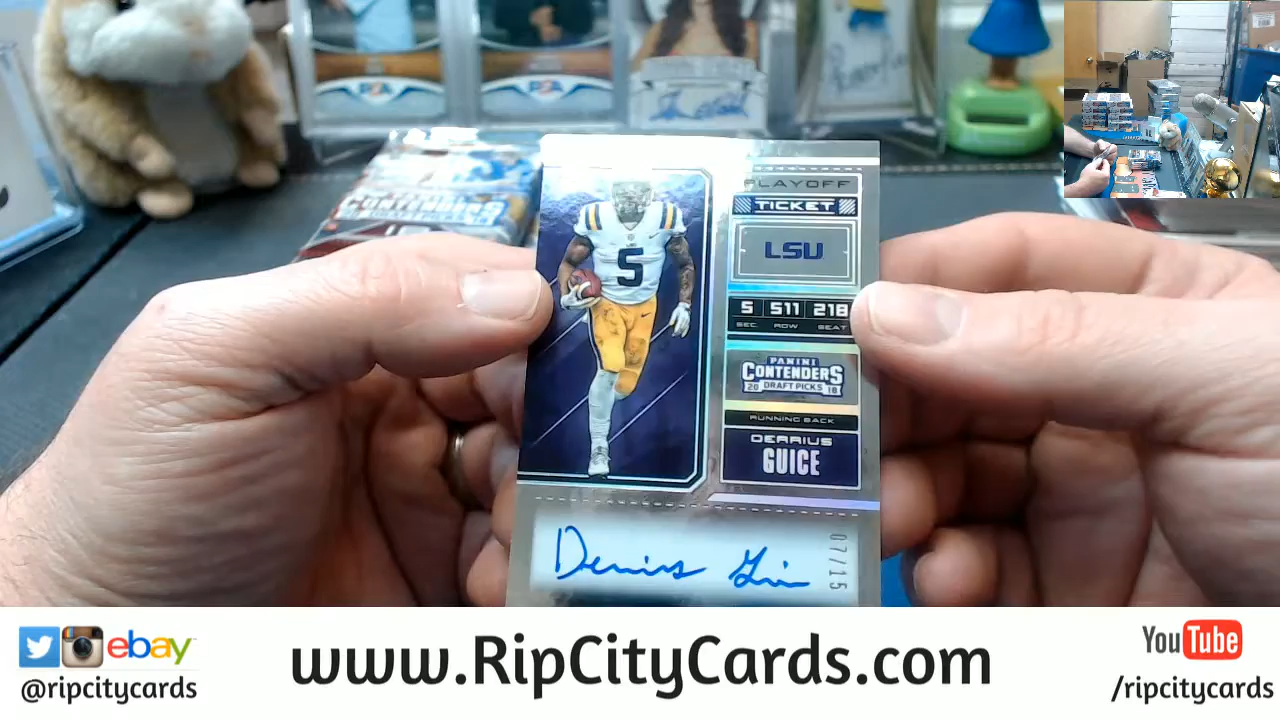 PLAYOFF
TICKET
LSU
5 511 218
SEC. ROW SEAT
PANINI
CONTENDERS
20 DRAFT PICKS 18
RUNNING BACK
DERRIUS
GUICE
07/15
CONTENDERS
ebay
@ripcitycards
www.RipCityCards.com
YouTube
/ripcitycards